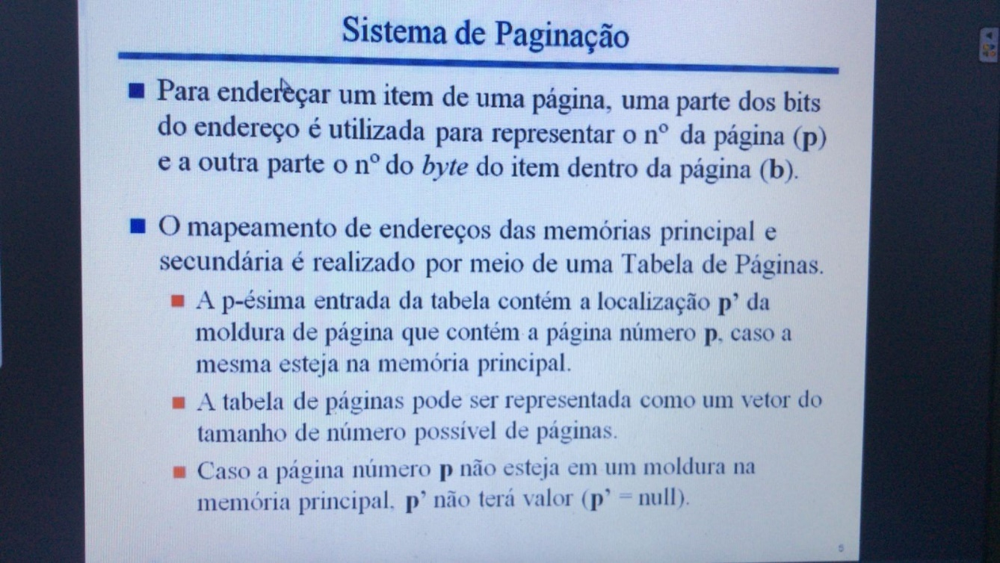 Sistema de Paginação
Para endereçar um item de uma página, uma parte dos bits
do endereço é utilizada para representar o nº da página (p)
e a outra parte o nº do byte do item dentro da página (b).
O mapeamento de endereços das memórias principal e
secundária é realizado por meio de uma Tabela de Páginas.
A p-ésima entrada da tabela contém a localização p’ da
moldura de página que contém a página número p, caso a
mesma esteja na memória principal.
A tabela de páginas pode ser representada como um vetor do
tamanho de número possível de páginas.
Caso a página número p não esteja em um moldura na
memória principal, p’ não terá valor (p’ = null).